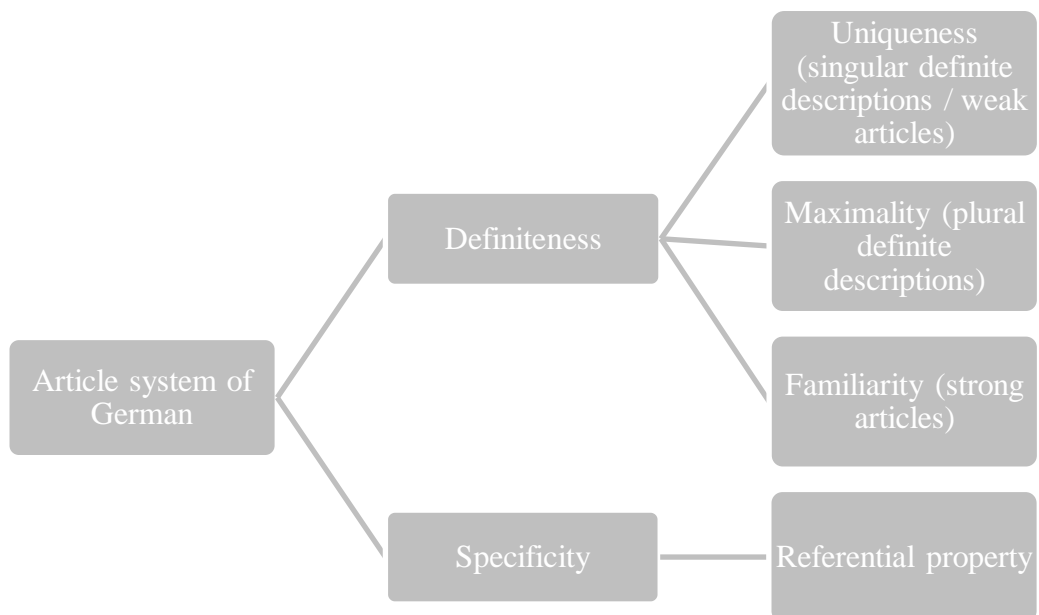 Article system of
German
Definiteness
Specificity
Uniqueness
(singular definite
descriptions / weak
articles)
Maximality (plural
definite
descriptions)
Familiarity (strong
articles)
Referential property